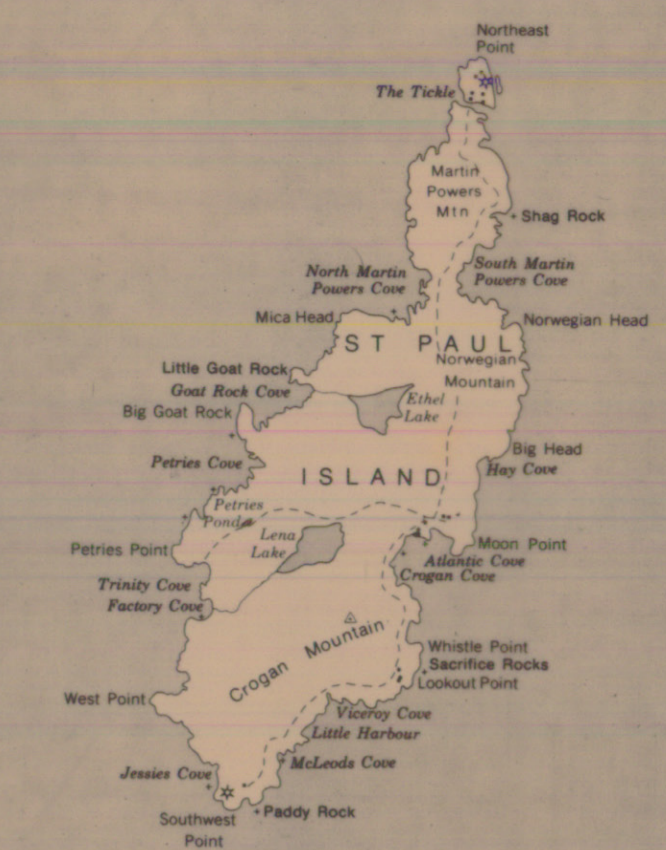 Northeast
Point
The Tickle
Martin
Powers
Mtn
Shag Rock
North Martin
Powers Cove
South Martin
Powers Cove
Mica Head
Norwegian Head
ST PAUL
Norwegian
Mountain
Little Goat Rock
Goat Rock Cove
Ethel
Lake
Big Goat Rock
Big Head
Petries Cove
Hay Cove
ISLAND
Petries
Pond
Lena
Lake
Petries Point
Moon Point
Atlantic Cove
Crogan Cove
Trinity Cove
Factory Cove
Crogan Mountain
Whistle Point
Sacrifice Rocks
Lookout Point
West Point
Viceroy Cove
Little Harbour
McLeods Cove
Jessies Cove
Paddy Rock
Southwest
Point